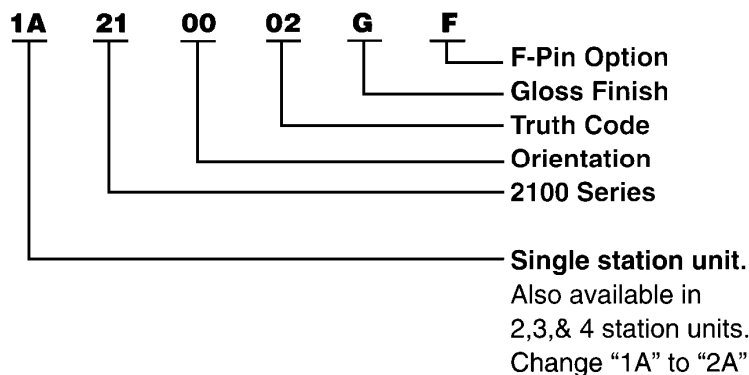 1A 21 00 02 G F
F-Pin Option
Gloss Finish
Truth Code
Orientation
2100 Series
Single station unit.
Also available in
2,3,& 4 station units.
Change “1A” to “2A”